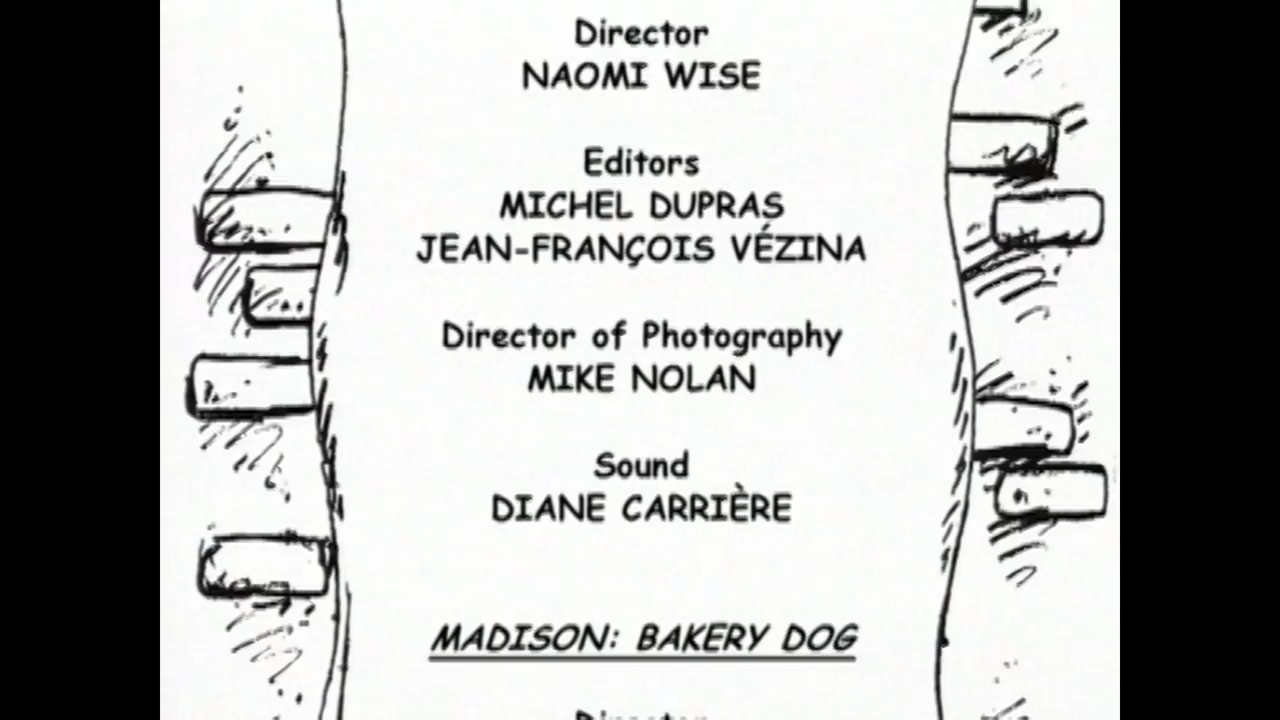 Director
NAOMI WISE
Editors
MICHEL DUPRAS
JEAN-FRANÇOIS VÉZINA
Director of Photography
MIKE NOLAN
Sound
DIANE CARRIÈRE
MADISON: BAKERY DOG
Director